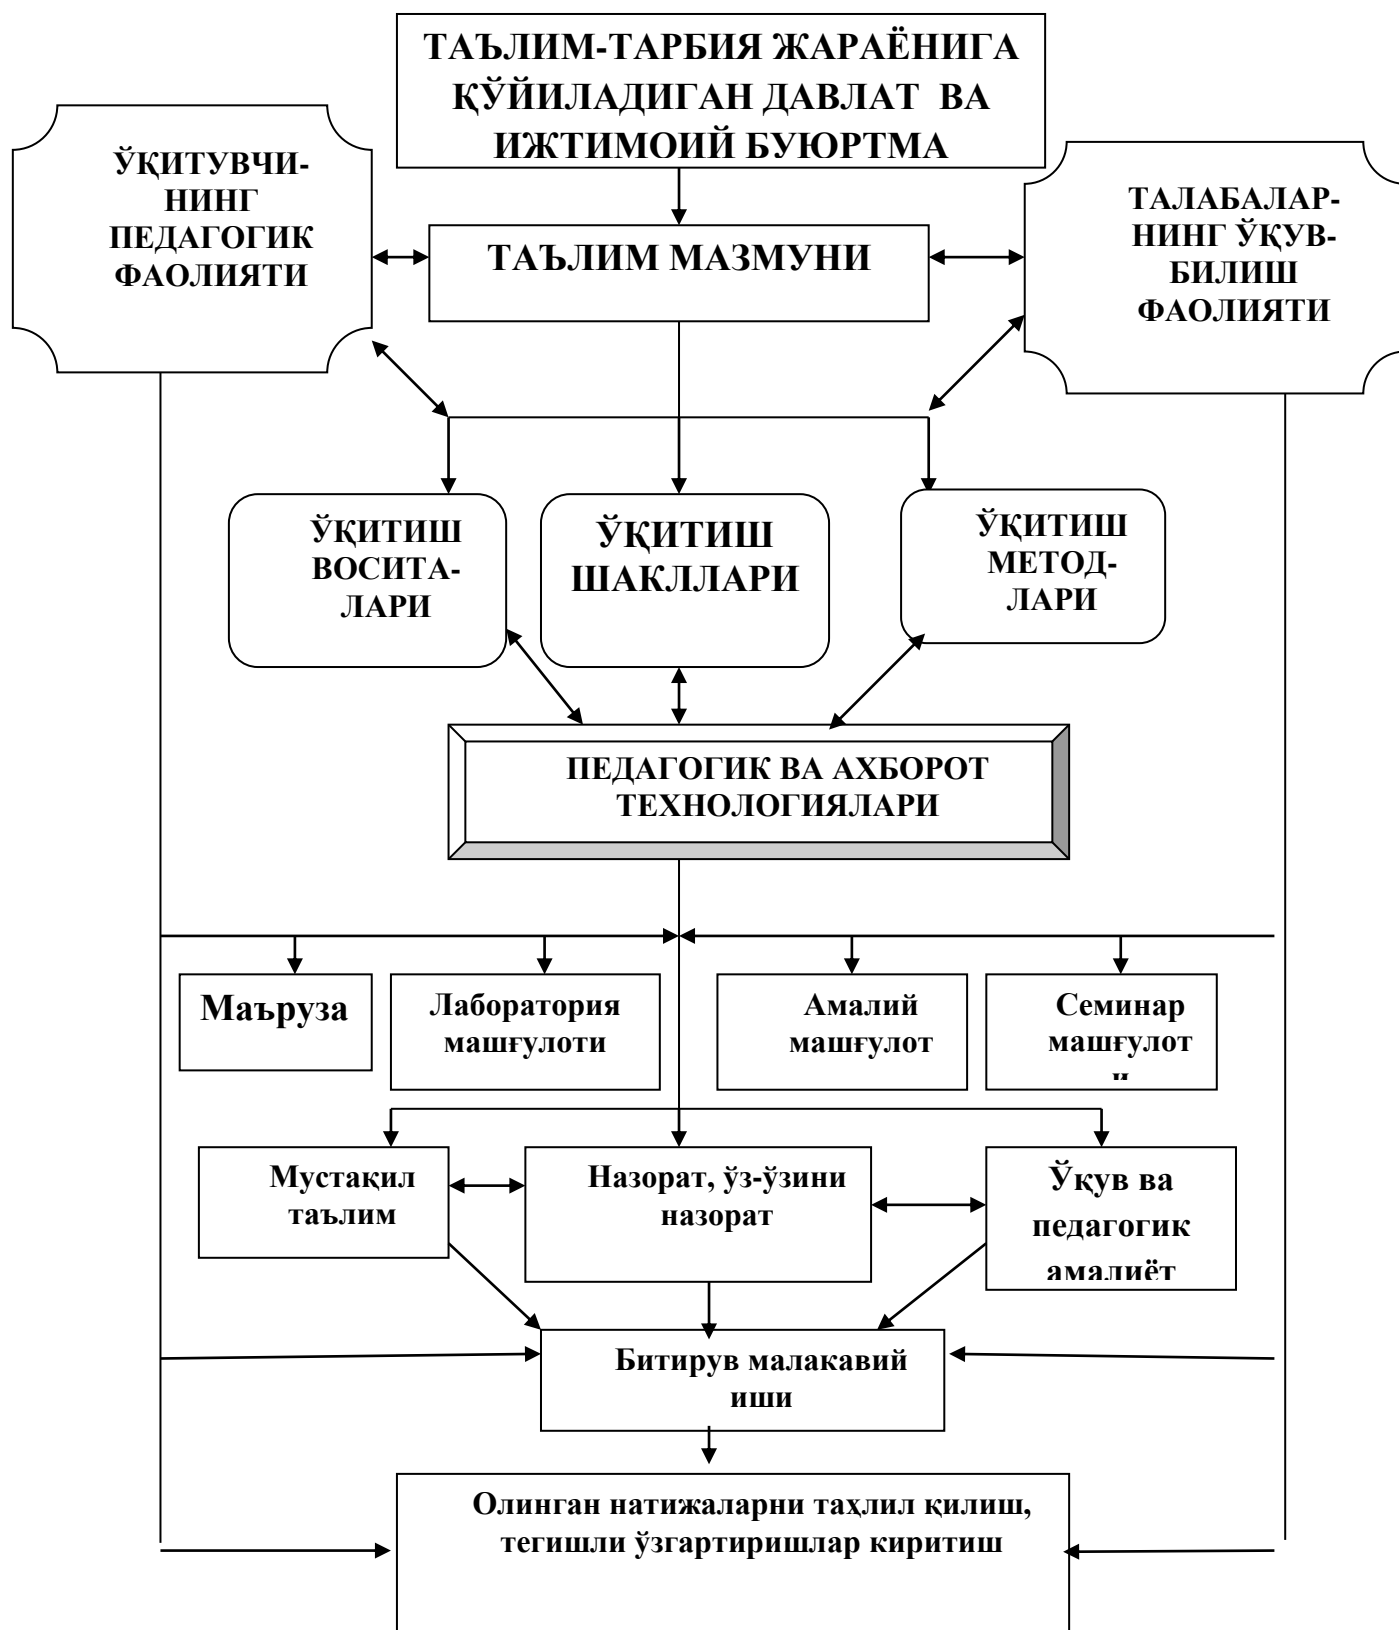 ТАЪЛИМ-ТАРБИЯ ЖАРАЁНИГА
ҚЎЙИЛАДИГАН ДАВЛАТ ВА
ИЖТИМОИЙ БУЮРТМА
ЎҚИТУВЧИ-
НИНГ
ПЕДАГОГИК
ФАОЛИЯТИ
ТАЪЛИМ МАЗМУНИ
ТАЛАБАЛАР-
НИНГ ЎҚУВ-
БИЛИШ
ФАОЛИЯТИ
ЎҚИТИШ
ВОСИТА-
ЛАРИ
ЎҚИТИШ
ШАКЛЛАРИ
ЎҚИТИШ
МЕТОД-
ЛАРИ
ПЕДАГОГИК ВА АХБОРОТ
ТЕХНОЛОГИЯЛАРИ
Маъруза
Лаборатория
машғулоти
Амалий
машғулот
Семинар
машғулот
и
Мустақил
таълим
Назорат, ўз-ўзини
назорат
Ўқув ва
педагогик
амалиёт
Битирув малакавий
иши
Олинган натижаларни таҳлил қилиш,
тегишли ўзгартиришлар киритиш